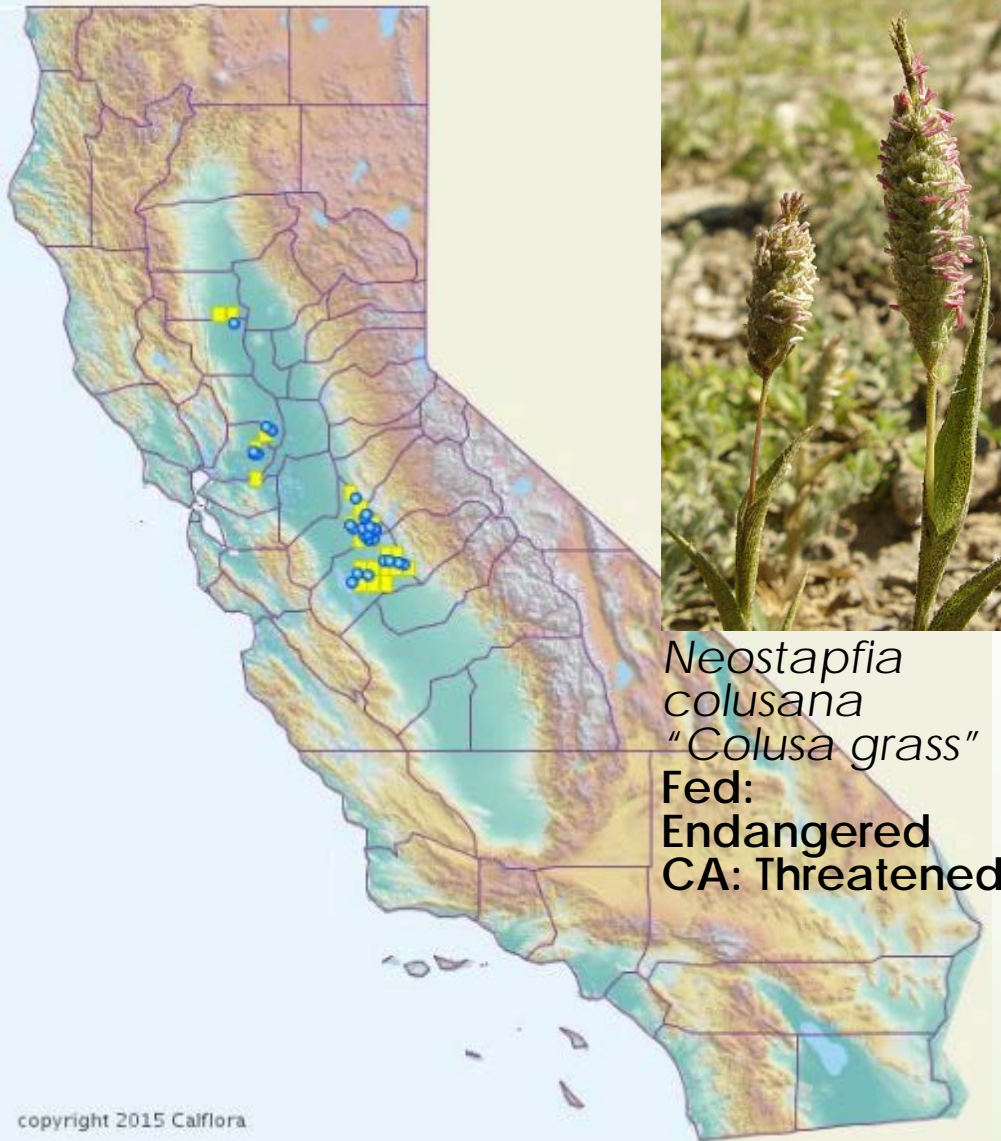 Neostapfia
colusana
“Colusa grass”
Fed:
Endangered
CA: Threatened
copyright 2015 Calflora